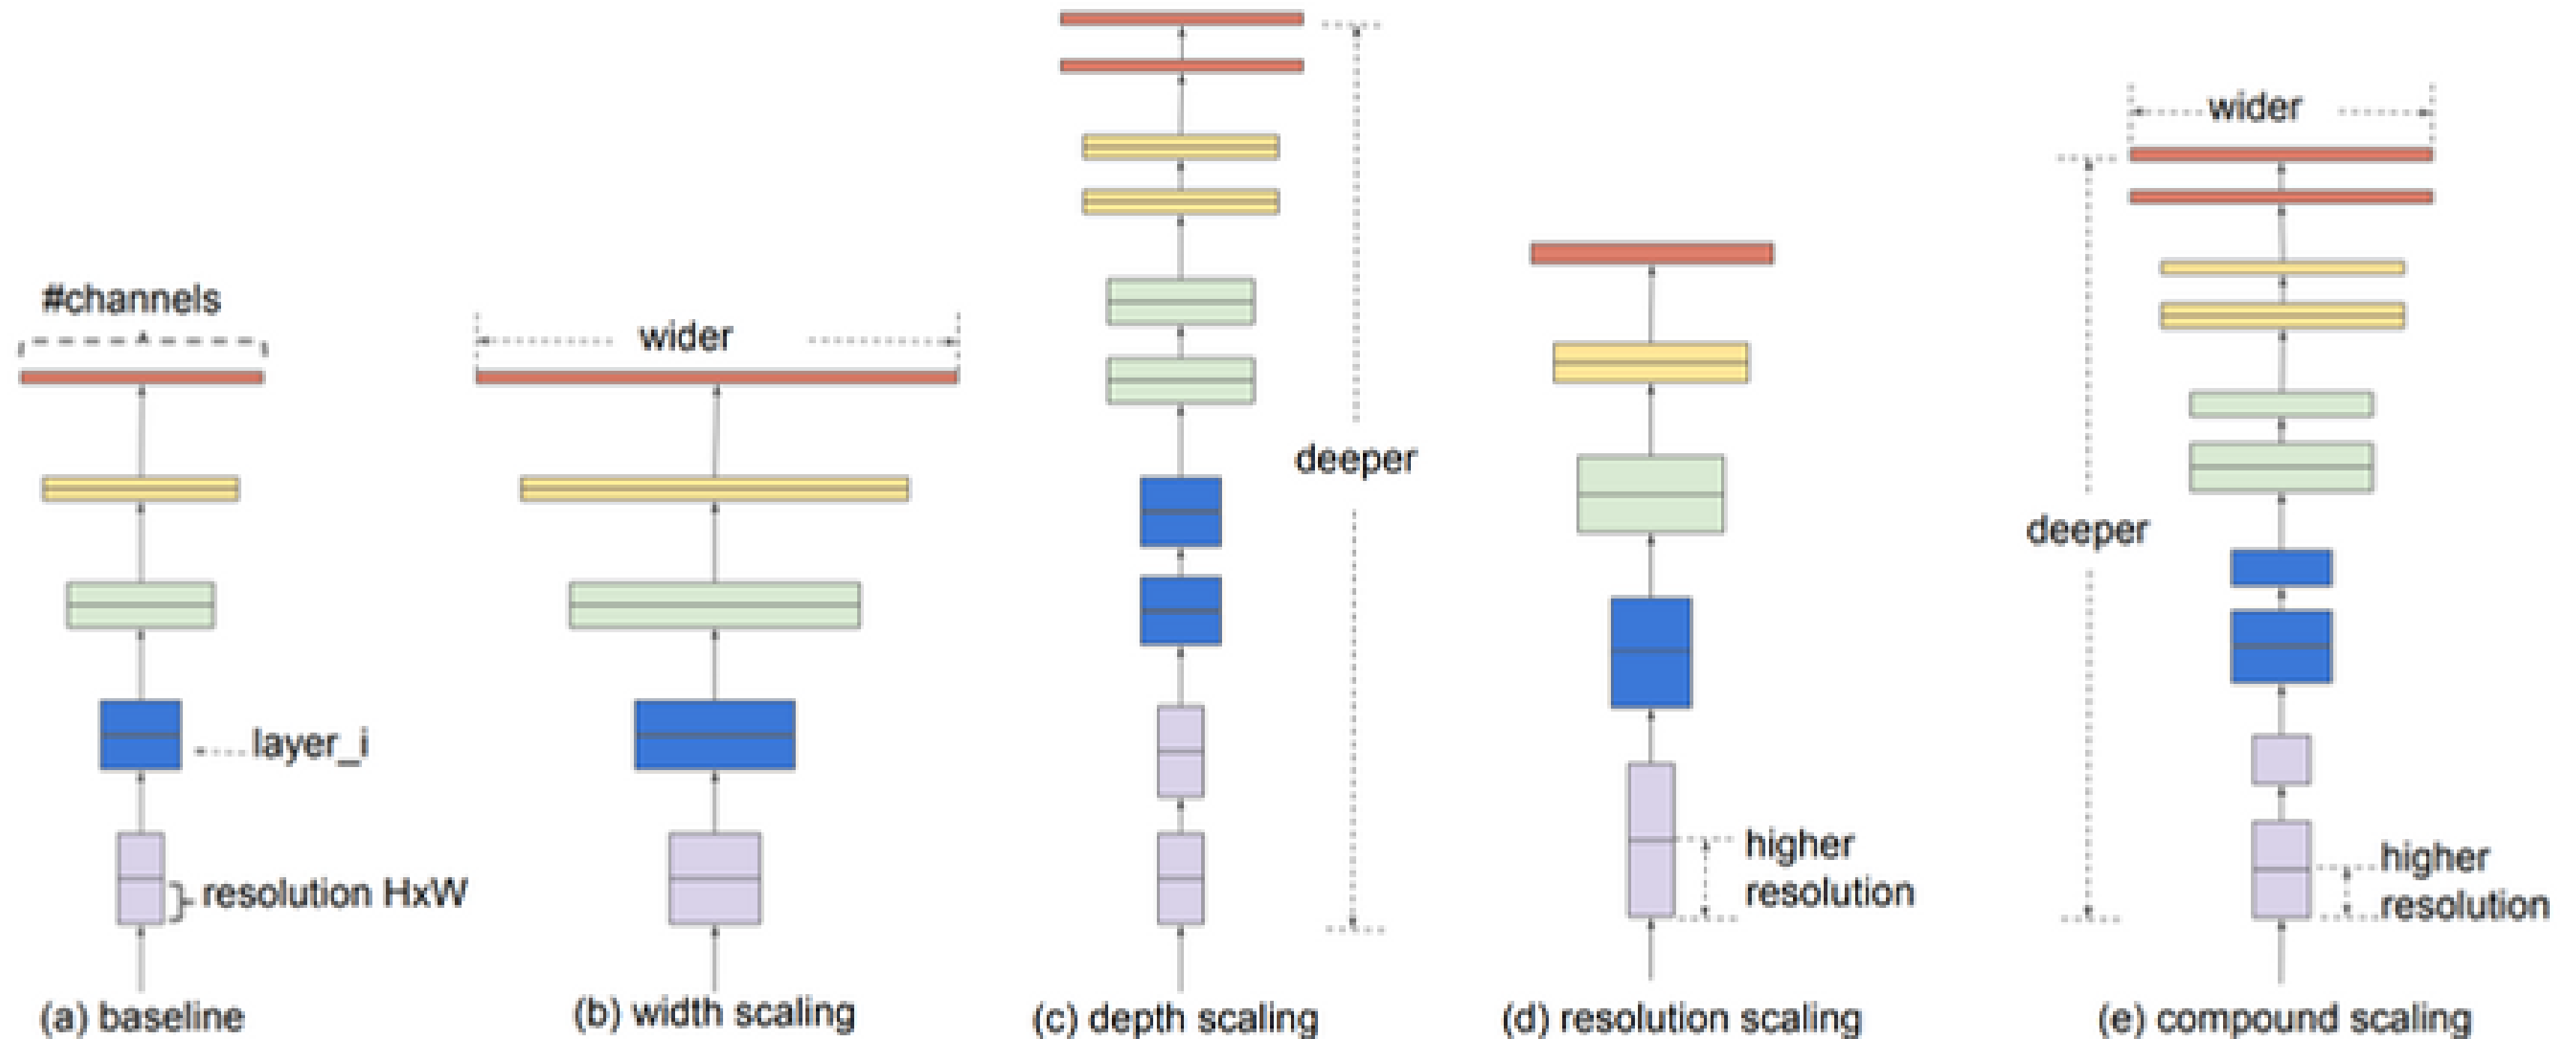 #channels
layer_i
resolution HxW
(a) baseline
wider
(b) width scaling
deeper
(c) depth scaling
higher
resolution
(d) resolution scaling
wider
deeper
higher
resolution
(e) compound scaling